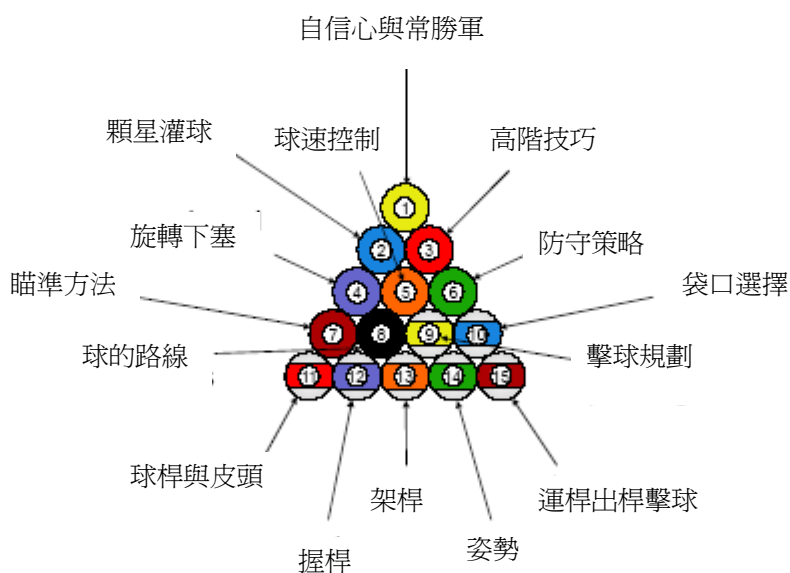 自信心與常勝軍
顆星灌球
球速控制
高階技巧
1
旋轉下塞
2
3
防守策略
瞄準方法
4
5
6
袋口選擇
球的路線
7
8
9
10
擊球規劃
11
12
13
14
15
球桿與皮頭
架桿
運桿出桿擊球
握桿
姿勢